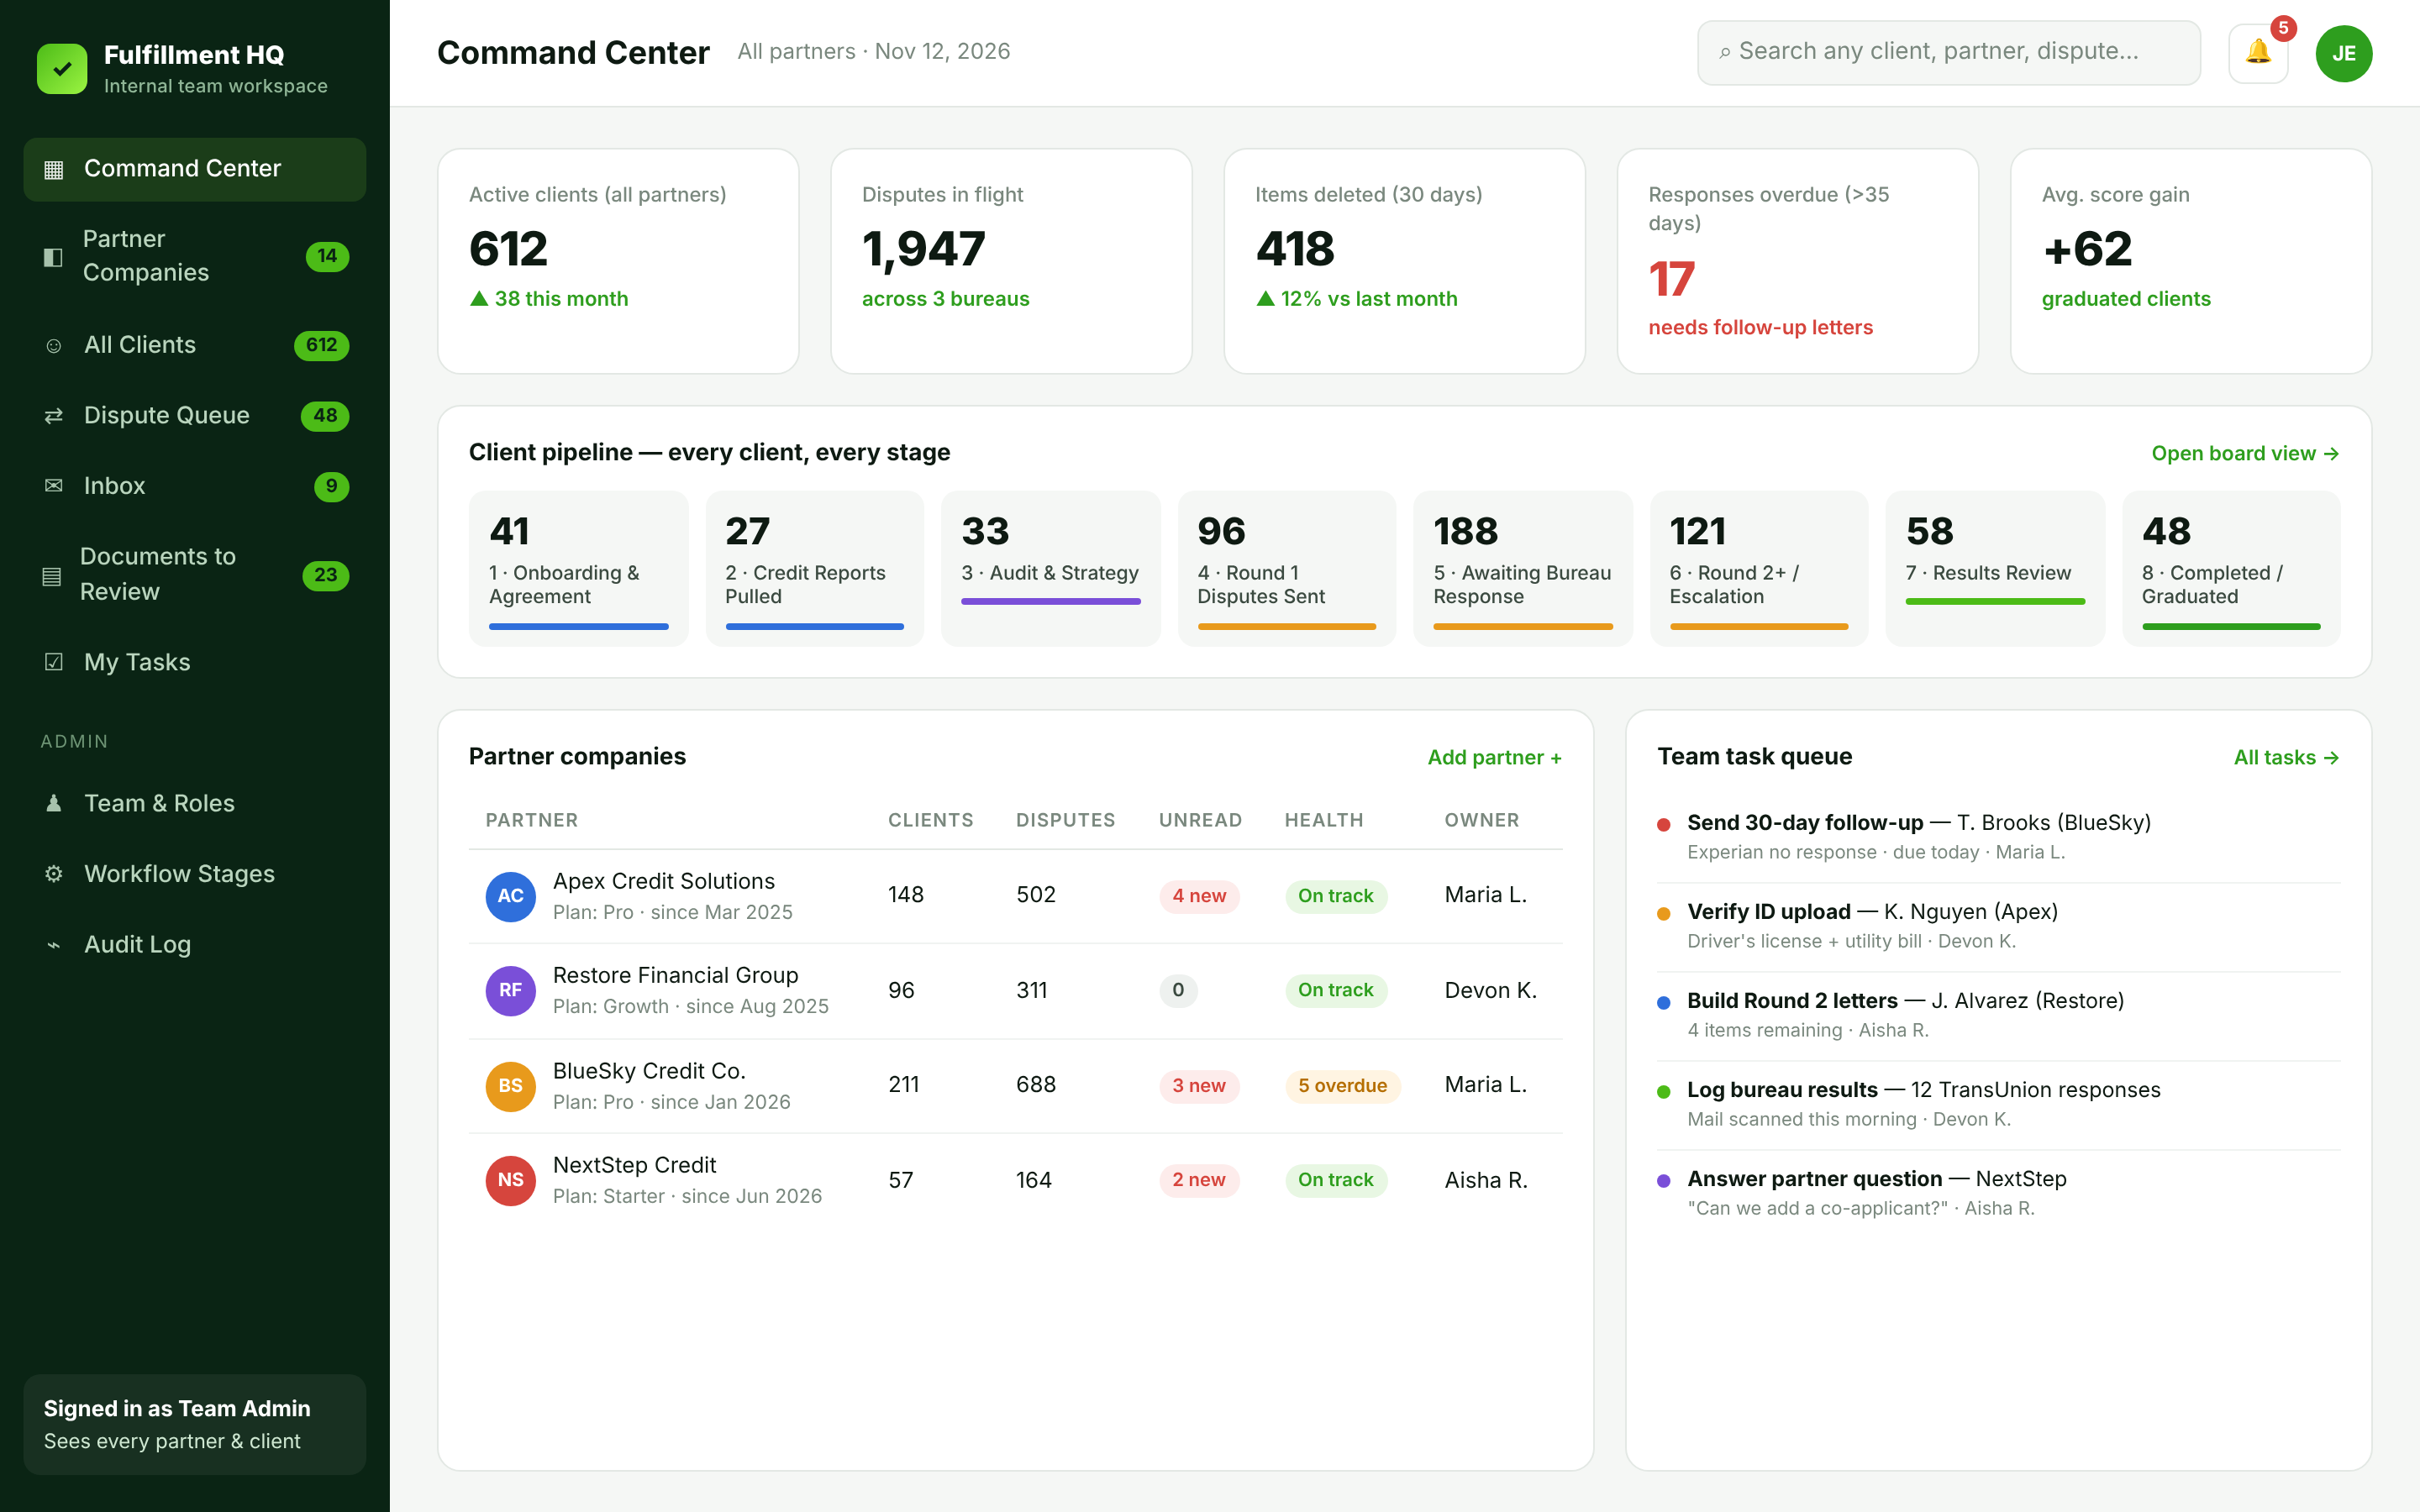 Fulfillment HQ
Internal team workspace
Command Center
Partner
Companies
14
All Clients
612
Dispute Queue
48
Inbox
9
Documents to
Review
23
My Tasks
ADMIN
Team & Roles
Workflow Stages
Audit Log
Signed in as Team Admin
Sees every partner & client
Command Center
All partners · Nov 12, 2026
Search any client, partner, dispute...
5
JE
Active clients (all partners)
612
▲ 38 this month
Disputes in flight
1,947
across 3 bureaus
Items deleted (30 days)
418
▲ 12% vs last month
Responses overdue (>35
days)
17
needs follow-up letters
Avg. score gain
+62
graduated clients
Client pipeline — every client, every stage
Open board view →
41
1 · Onboarding &
Agreement
27
2 · Credit Reports
Pulled
33
3 · Audit & Strategy
96
4 · Round 1
Disputes Sent
188
5 · Awaiting Bureau
Response
121
6 · Round 2+ /
Escalation
58
7 · Results Review
48
8 · Completed /
Graduated
Partner companies
Add partner +
PARTNER CLIENTS DISPUTES UNREAD HEALTH OWNER
AC Apex Credit Solutions 148 502 4 new On track Maria L.
Plan: Pro · since Mar 2025
RF Restore Financial Group 96 311 0 On track Devon K.
Plan: Growth · since Aug 2025
BS BlueSky Credit Co. 211 688 3 new 5 overdue Maria L.
Plan: Pro · since Jan 2026
NS NextStep Credit 57 164 2 new On track Aisha R.
Plan: Starter · since Jun 2026
Team task queue
All tasks →
Send 30-day follow-up — T. Brooks (BlueSky)
Experian no response · due today · Maria L.
Verify ID upload — K. Nguyen (Apex)
Driver's license + utility bill · Devon K.
Build Round 2 letters — J. Alvarez (Restore)
4 items remaining · Aisha R.
Log bureau results — 12 TransUnion responses
Mail scanned this morning · Devon K.
Answer partner question — NextStep
"Can we add a co-applicant?" · Aisha R.